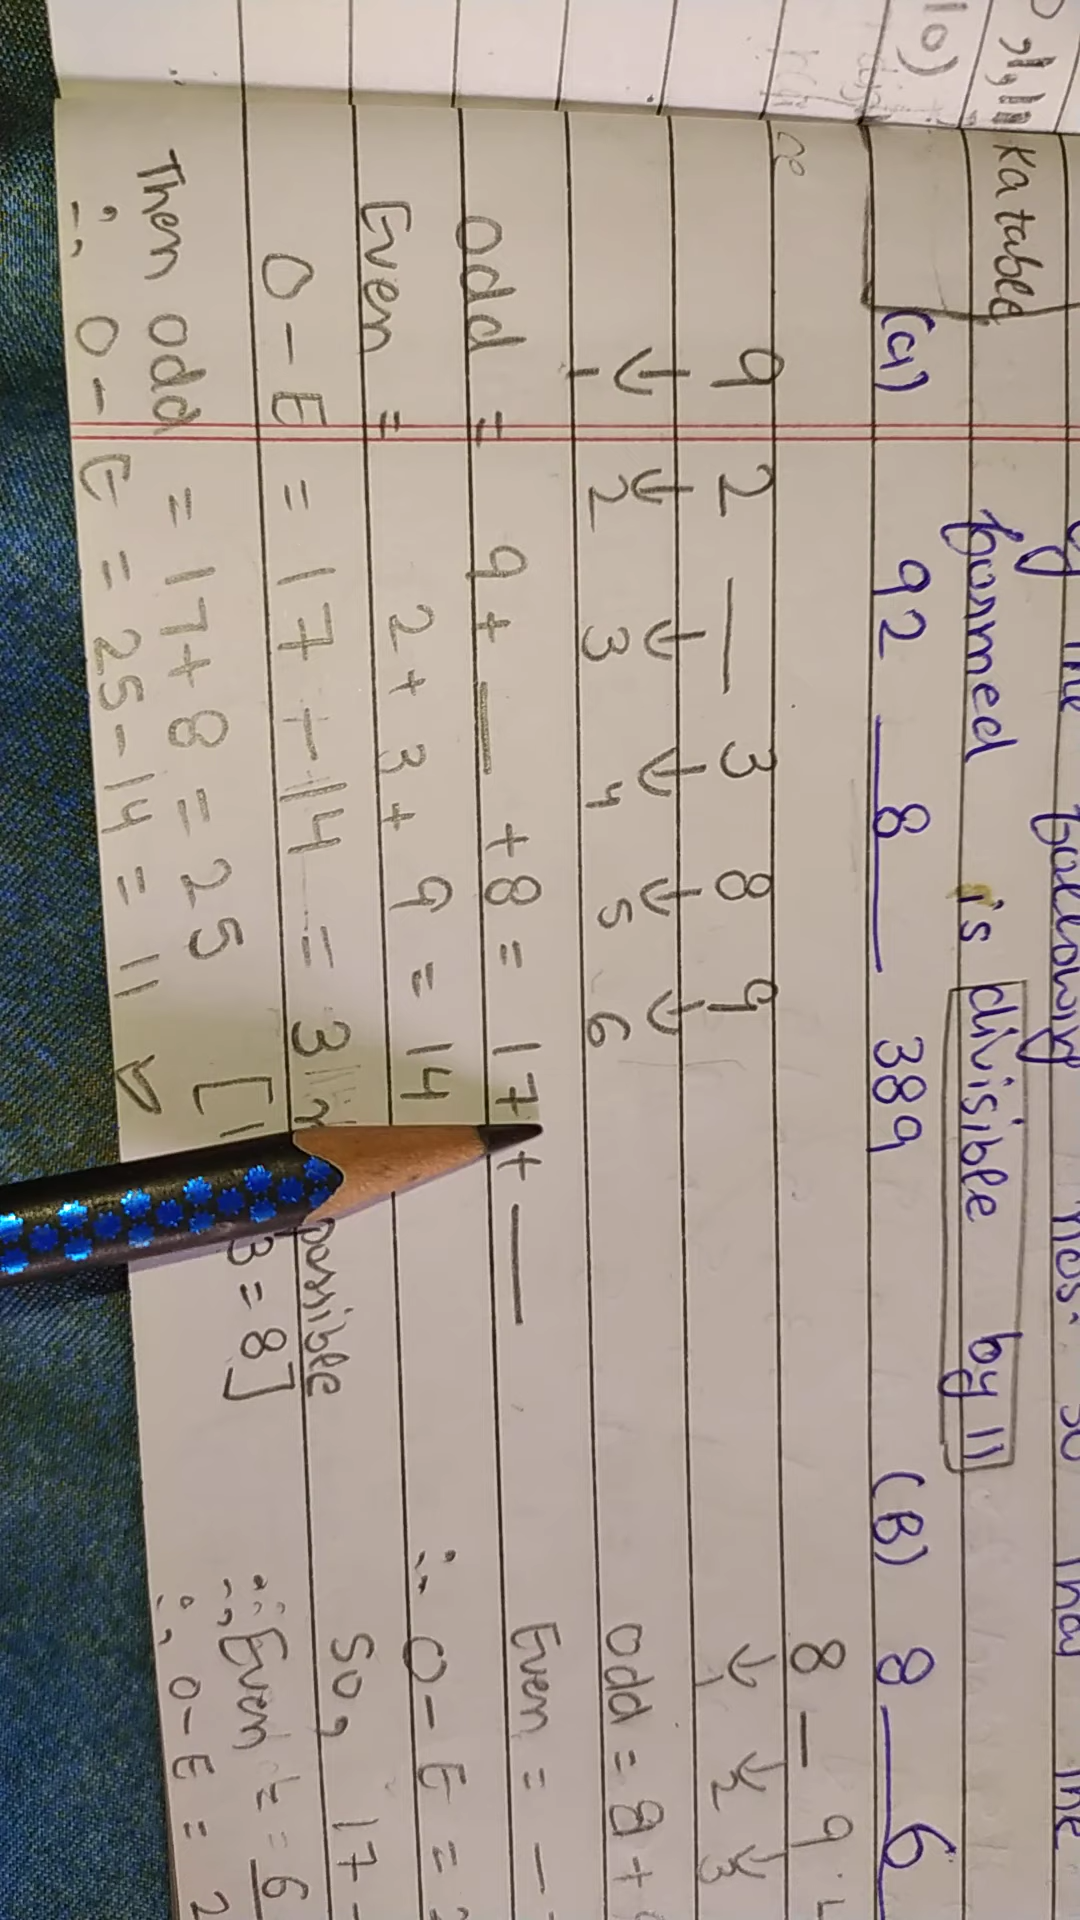 formed is divisible by 11
Ka table
(a) 92 8 389 (B) 8 6
9 2 _ 3 8 9
↓ ↓ ↓ ↓ ↓ ↓
1 2 3 4 5 6
odd = 9 + _ + 8 = 17 + _
Even = 2 + 3 + 9 = 14
O - E = 17 - 14 = 3 possible
Then odd = 17 + 8 = 25 3 = 8]
∴ O - E = 25 - 14 = 11
8 _ 9
↓ ↓ ↓
1 2 3
odd = 8 +
Even = _
∴ O - E =
So, 17 -
∴ Even = 6
∴ O - E = 2